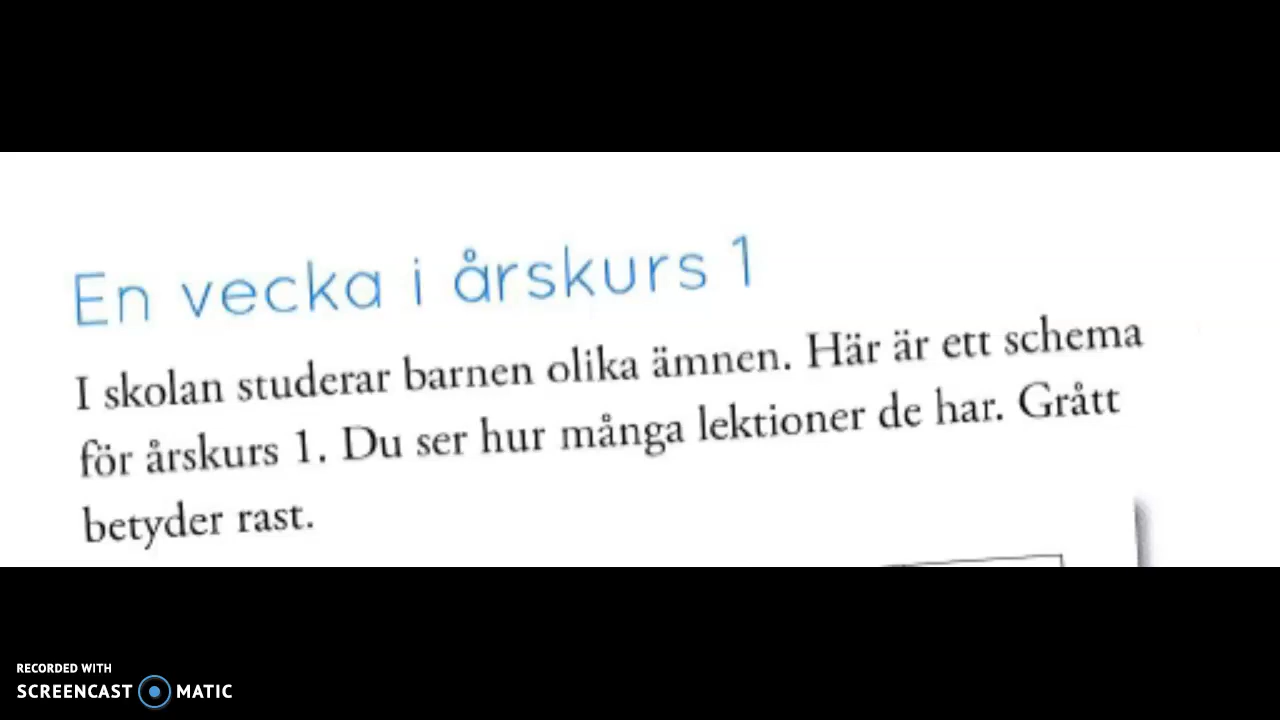 En vecka i årskurs 1
I skolan studerar barnen olika ämnen. Här är ett schema
för årskurs 1. Du ser hur många lektioner de har. Grått
betyder rast.
RECORDED WITH
SCREENCAST MATIC